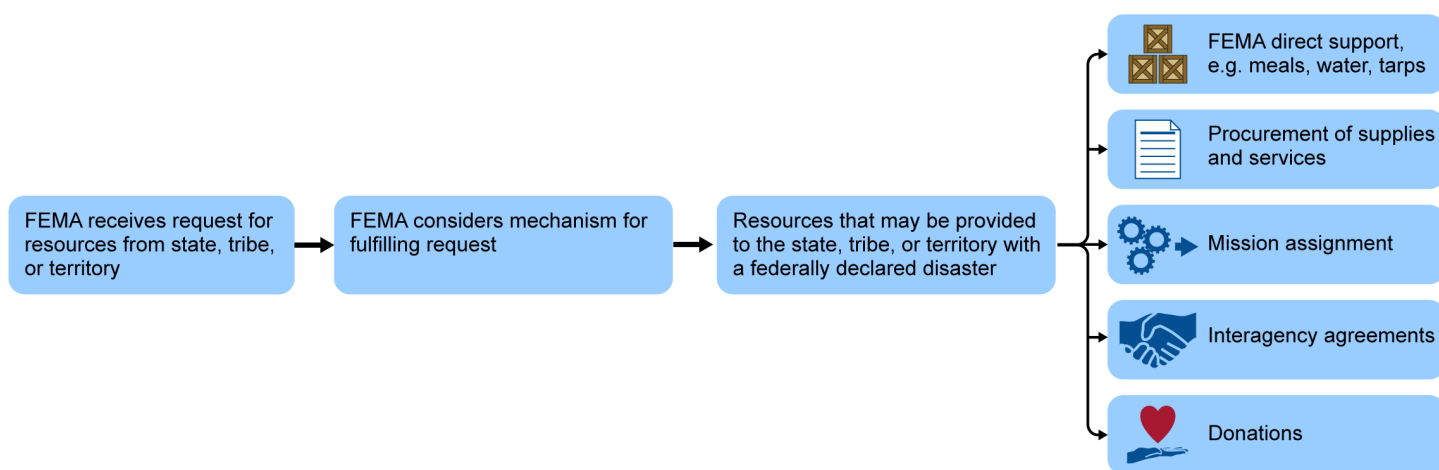 FEMA receives request for
resources from state, tribe,
or territory
FEMA considers mechanism for
fulfilling request
Resources that may be provided
to the state, tribe, or territory with
a federally declared disaster
FEMA direct support,
e.g. meals, water, tarps
Procurement of supplies
and services
Mission assignment
Interagency agreements
Donations